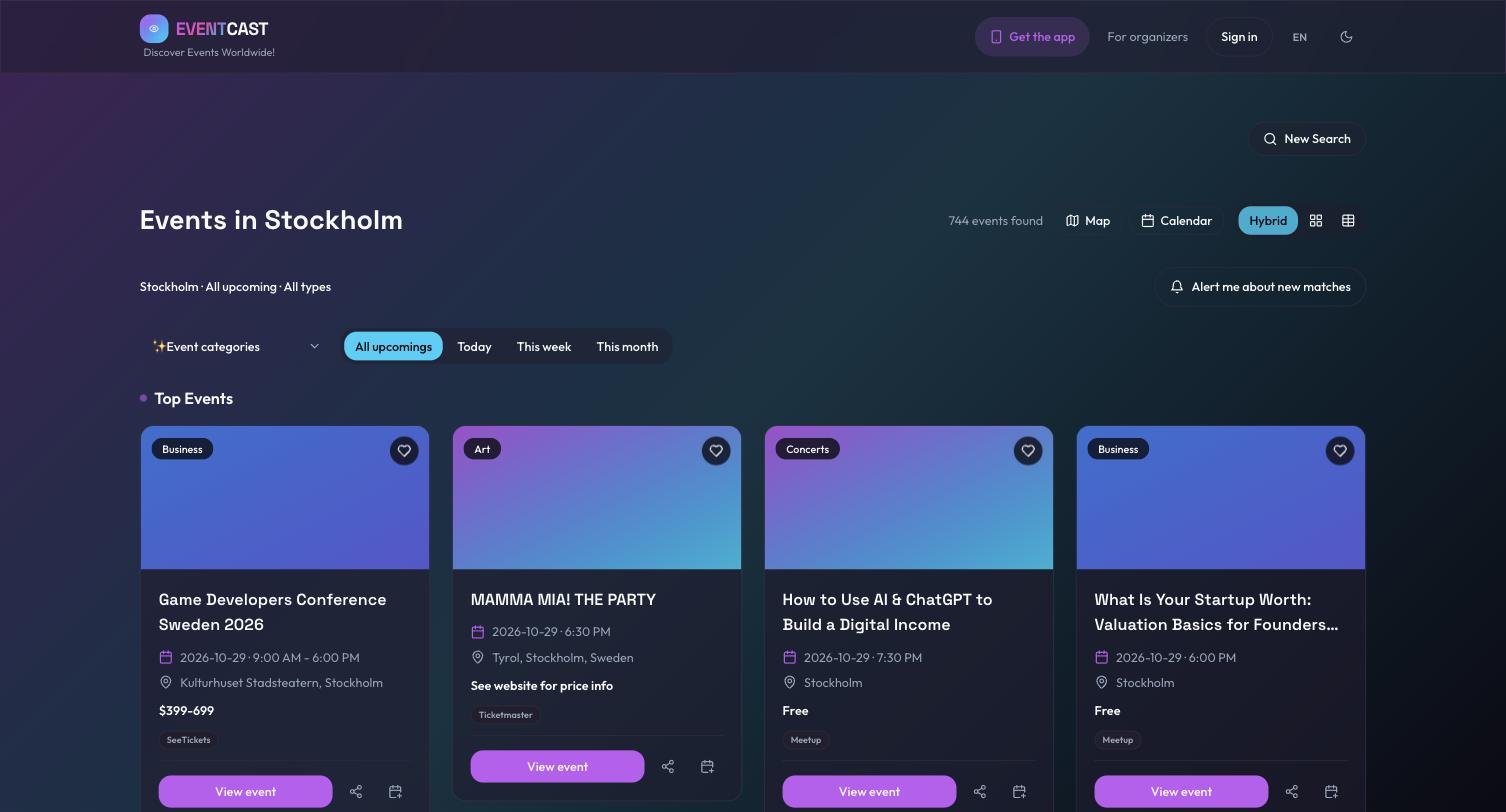 EVENTCAST
Discover Events Worldwide!
Get the app
For organizers
Sign in
EN
New Search
Events in Stockholm
744 events found
Map
Calendar
Hybrid
Stockholm · All upcoming · All types
Alert me about new matches
✨Event categories
All upcomings
Today
This week
This month
Top Events
Business
Game Developers Conference
Sweden 2026
2026-10-29 · 9:00 AM - 6:00 PM
Kulturhuset Stadsteatern, Stockholm
$399-699
SeeTickets
View event
Art
MAMMA MIA! THE PARTY
2026-10-29 · 6:30 PM
Tyrol, Stockholm, Sweden
See website for price info
Ticketmaster
View event
Concerts
How to Use AI & ChatGPT to
Build a Digital Income
2026-10-29 · 7:30 PM
Stockholm
Free
Meetup
View event
Business
What Is Your Startup Worth:
Valuation Basics for Founders...
2026-10-29 · 6:00 PM
Stockholm
Free
Meetup
View event